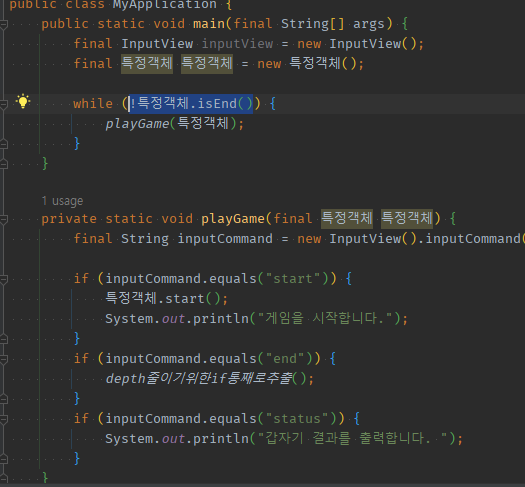 public class MyApplication {
public static void main(final String[] args) {
final InputView inputView = new InputView();
final 특정객체 특정객체 = new 특정객체();
while (!특정객체.isEnd()) {
playGame(특정객체);
}
}
1 usage
private static void playGame(final 특정객체 특정객체) {
final String inputCommand = new InputView().inputCommand(
if (inputCommand.equals("start")) {
특정객체.start();
System.out.println("게임을 시작합니다.");
}
if (inputCommand.equals("end")) {
depth줄이기위한if통째로추출();
}
if (inputCommand.equals("status")) {
System.out.println("갑자기 결과를 출력합니다. ");
}
}